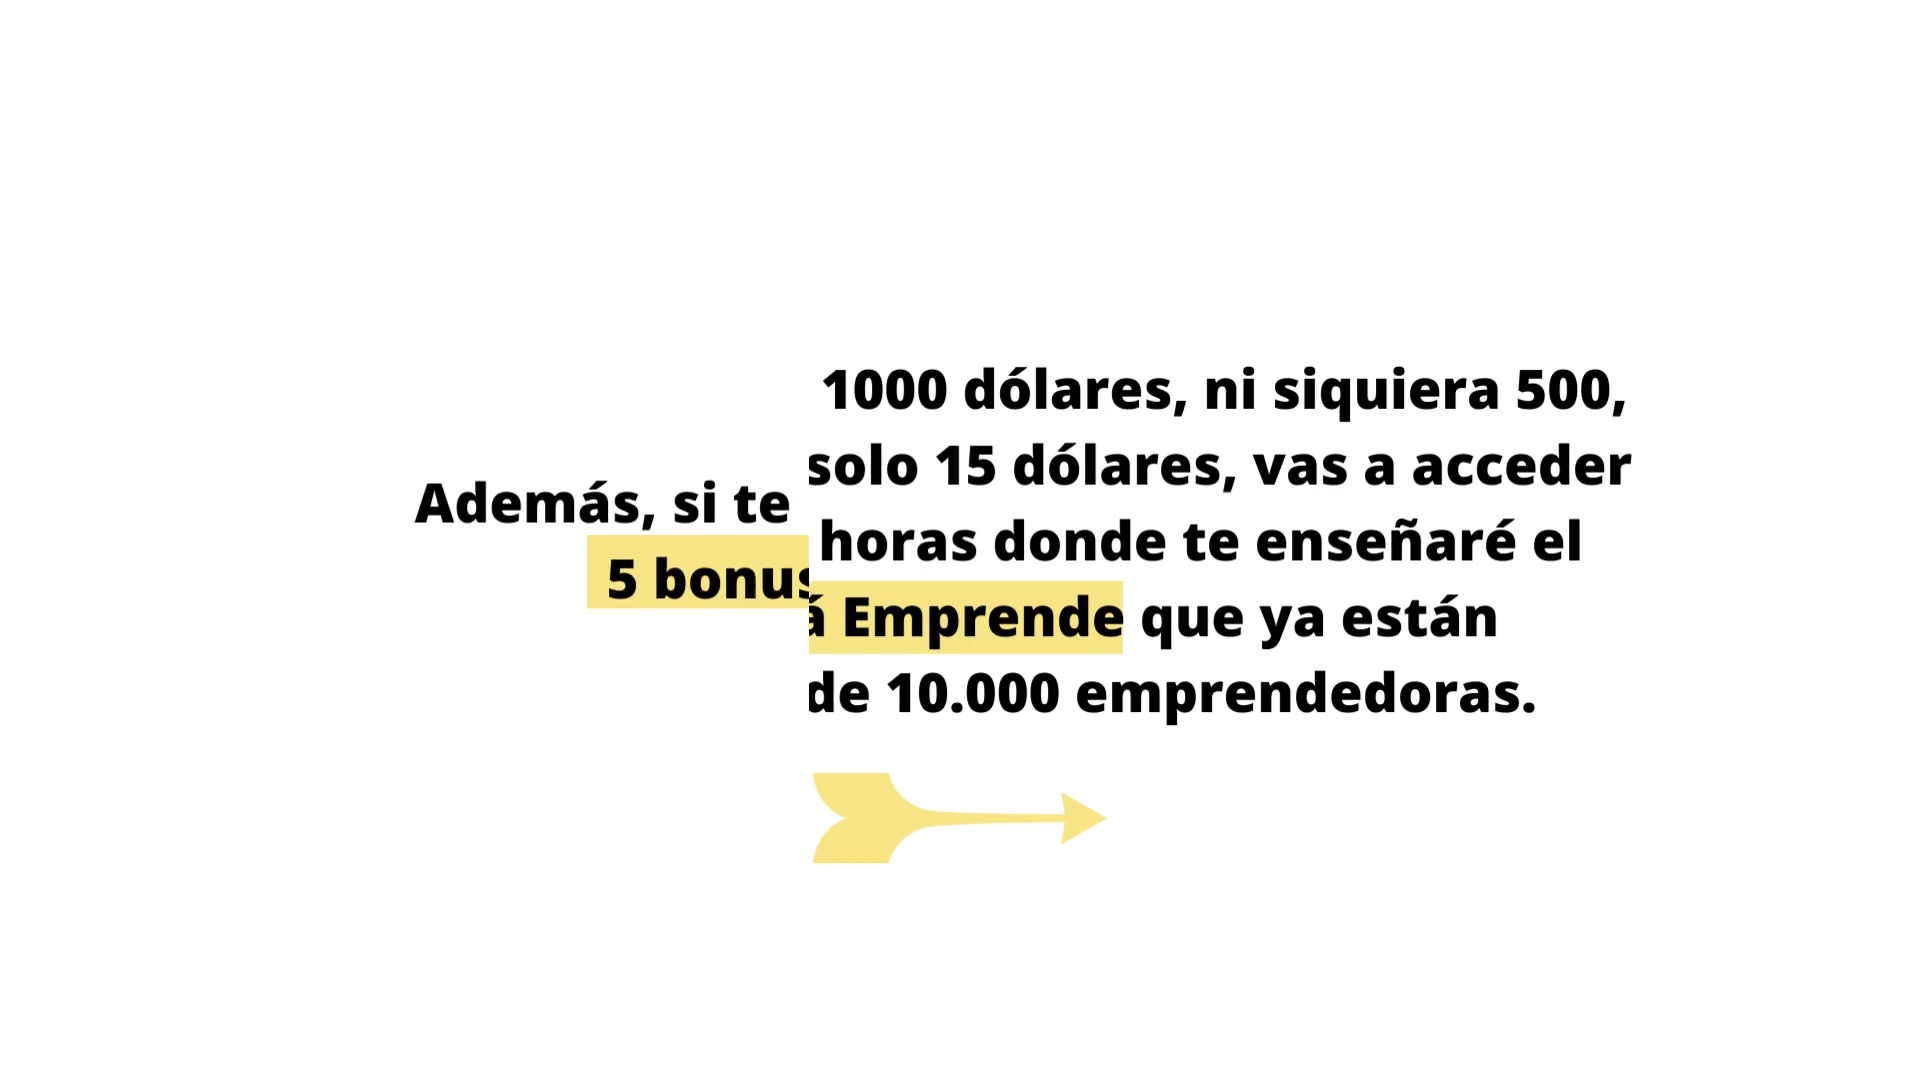 Además, si te
5 bonus
1000 dólares, ni siquiera 500,
solo 15 dólares, vas a acceder
horas donde te enseñaré el
á Emprende que ya están
de 10.000 emprendedoras.